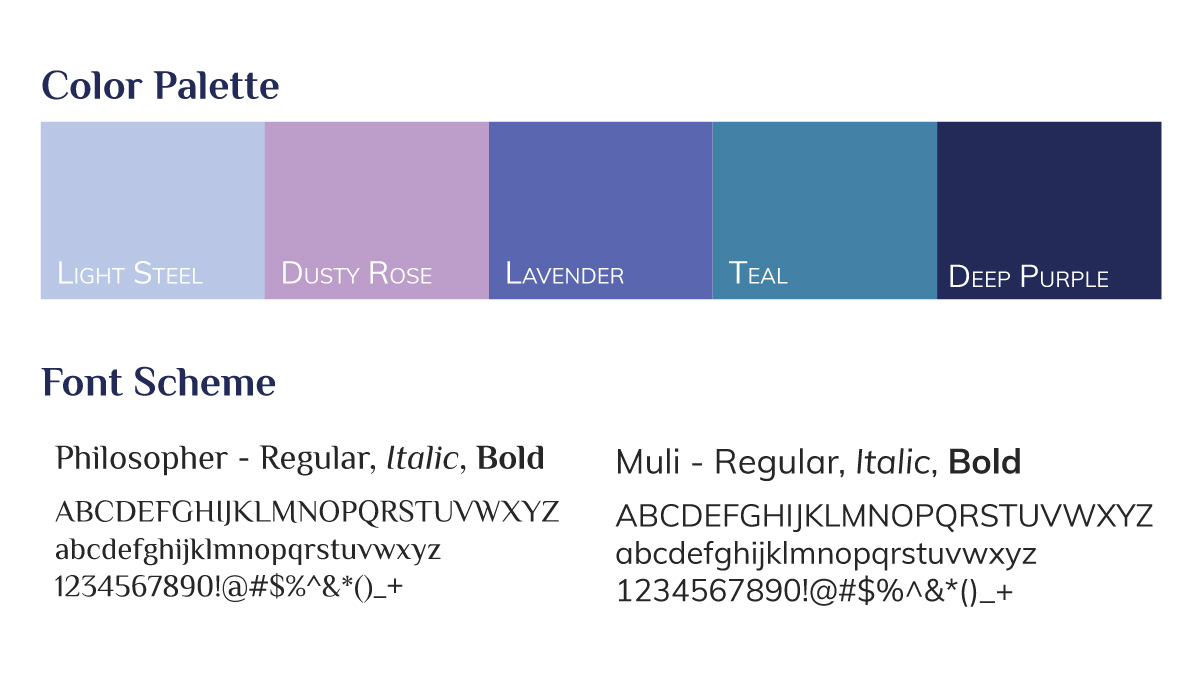 Color Palette
Light Steel
Dusty Rose
Lavender
Teal
Deep Purple
Font Scheme
Philosopher - Regular, Italic, Bold
ABCDEFGHIJKLMNOPQRSTUVWXYZ
abcdefghijklmnopqrstuvwxyz
1234567890!@#$%^&*()_+
Muli - Regular, Italic, Bold
ABCDEFGHIJKLMNOPQRSTUVWXYZ
abcdefghijklmnopqrstuvwxyz
1234567890!@#$%^&*()_+